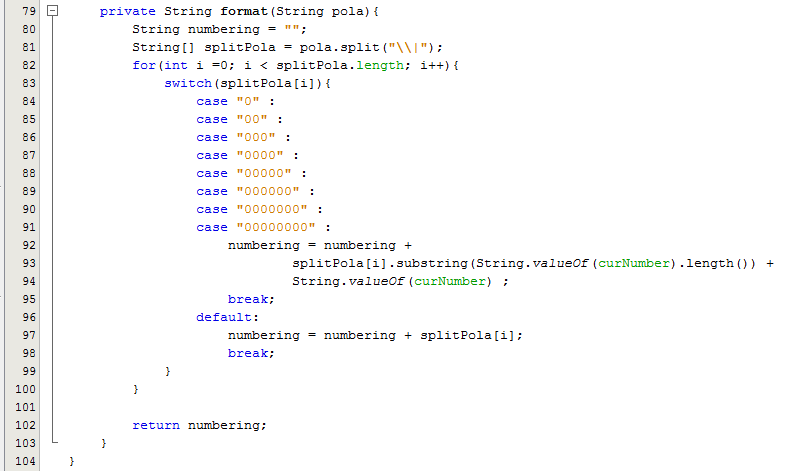 79 private String format(String pola){
80 String numbering = "";
81 String[] splitPola = pola.split("\\|");
82 for(int i =0; i < splitPola.length; i++){
83 switch(splitPola[i]){
84 case "0" :
85 case "00" :
86 case "000" :
87 case "0000" :
88 case "00000" :
89 case "000000" :
90 case "0000000" :
91 case "00000000" :
92 numbering = numbering +
93 splitPola[i].substring(String.valueOf(curNumber).length()) +
94 String.valueOf(curNumber) ;
95 break;
96 default:
97 numbering = numbering + splitPola[i];
98 break;
99 }
100 }
101
102 return numbering;
103 }
104 }